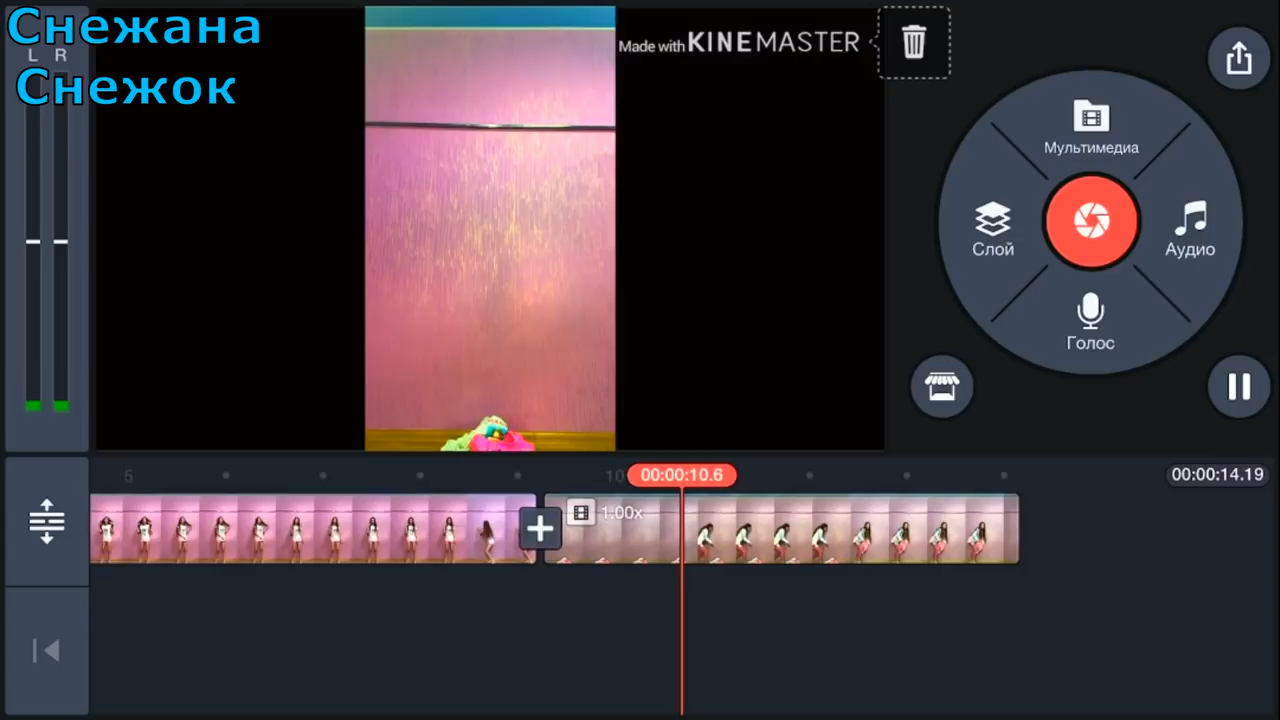 Снежана
L R
Снежок
Made with KINEMASTER
Мультимедиа
Слой
Аудио
Голос
5
10
00:00:10.6
00:00:14.19
1.00x